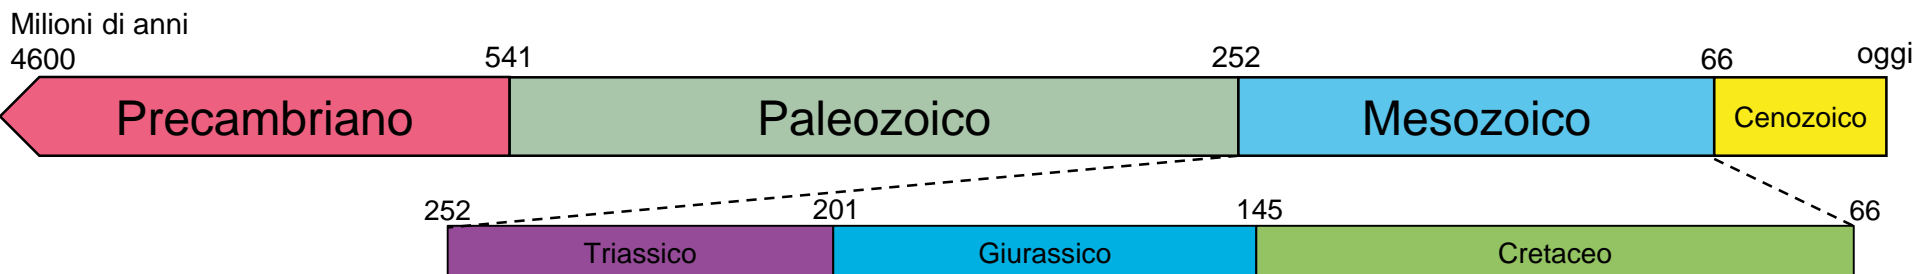 Milioni di anni
4600 541 252 66 oggi
Precambriano Paleozoico Mesozoico Cenozoico
252 201 145 66
Triassico Giurassico Cretaceo